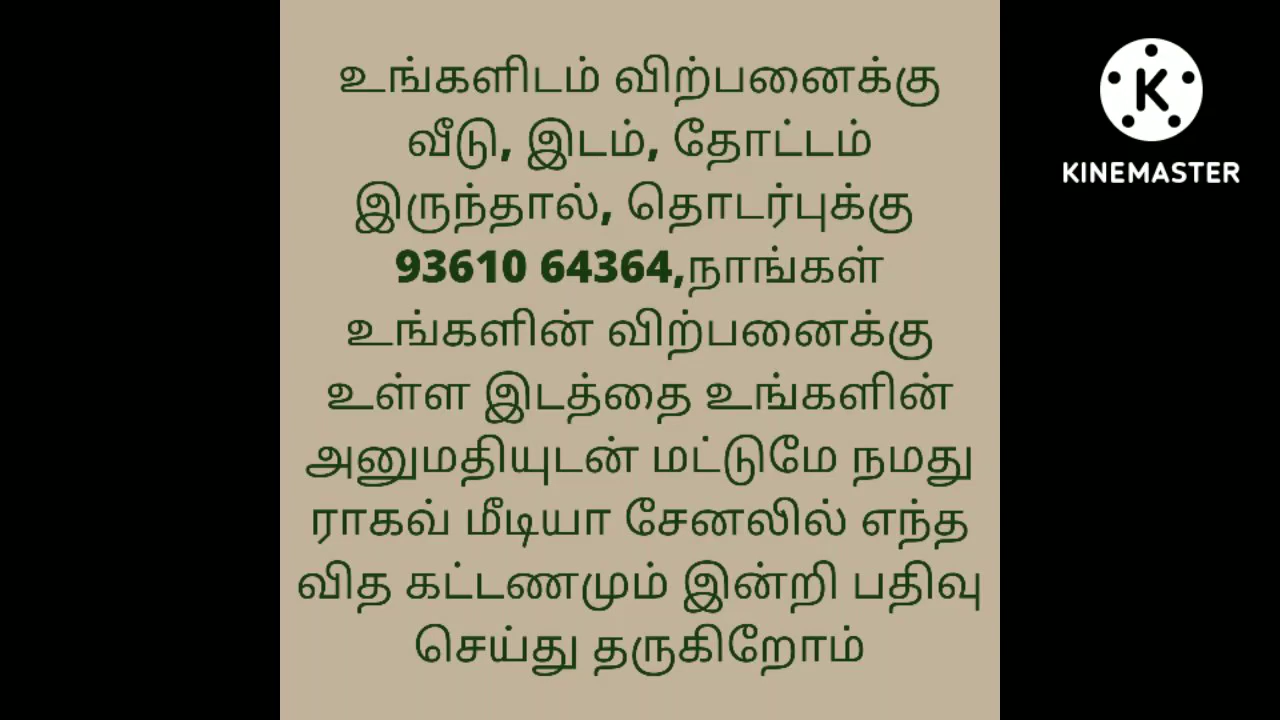 உங்களிடம் விற்பனைக்கு
வீடு, இடம், தோட்டம்
இருந்தால், தொடர்புக்கு
93610 64364,நாங்கள்
உங்களின் விற்பனைக்கு
உள்ள இடத்தை உங்களின்
அனுமதியுடன் மட்டுமே நமது
ராகவ் மீடியா சேனலில் எந்த
வித கட்டணமும் இன்றி பதிவு
செய்து தருகிறோம்
K
KINEMASTER